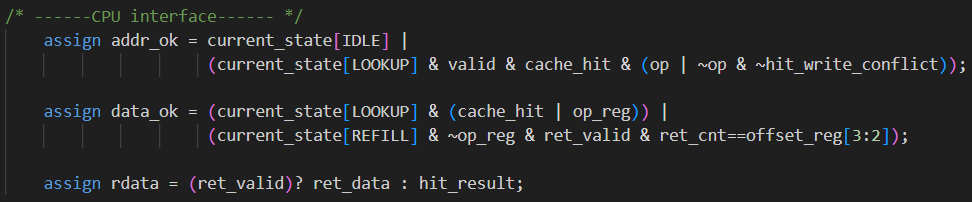 /* ------CPU interface------ */
assign addr_ok = current_state[IDLE] |
(current_state[LOOKUP] & valid & cache_hit & (op | ~op & ~hit_write_conflict));
assign data_ok = (current_state[LOOKUP] & (cache_hit | op_reg)) |
(current_state[REFILL] & ~op_reg & ret_valid & ret_cnt==offset_reg[3:2]);
assign rdata = (ret_valid)? ret_data : hit_result;